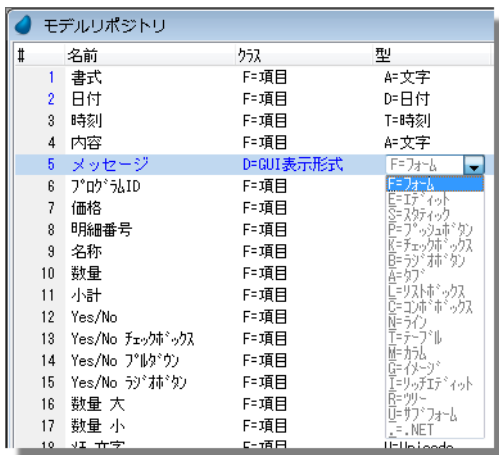 モデルリポジトリ
# 名前 ｸﾗｽ 型
1 書式 F=項目 A=文字
2 日付 F=項目 D=日付
3 時刻 F=項目 T=時刻
4 内容 F=項目 A=文字
5 メッセージ D=GUI表示形式 F=ﾌｫｰﾑ
6 ﾌﾟﾛｸﾞﾗﾑID F=項目
7 価格 F=項目
8 明細番号 F=項目
9 名称 F=項目
10 数量 F=項目
11 小計 F=項目
12 Yes/No F=項目
13 Yes/No ﾁｪｯｸﾎﾞｯｸｽ F=項目
14 Yes/No ﾌﾟﾙﾀﾞｳﾝ F=項目
15 Yes/No ﾗｼﾞｵﾎﾞﾀﾝ F=項目
16 数量 大 F=項目
17 数量 小 F=項目
18 F=項目 U=Unicode
F=ﾌｫｰﾑ
E=ｴﾃﾞｨｯﾄ
S=ｽﾀﾃｨｯｸ
P=ﾌﾟｯｼｭﾎﾞﾀﾝ
K=ﾁｪｯｸﾎﾞｯｸｽ
B=ﾗｼﾞｵﾎﾞﾀﾝ
A=ﾀﾌﾞ
L=ﾘｽﾄﾎﾞｯｸｽ
C=ｺﾝﾎﾞﾎﾞｯｸｽ
N=ﾗｲﾝ
T=ﾃｰﾌﾞﾙ
M=ｶﾗﾑ
G=ｲﾒｰｼﾞ
I=ﾘｯﾁｴﾃﾞｨｯﾄ
R=ﾂﾘｰ
U=ｻﾌﾞﾌｫｰﾑ
.=.NET